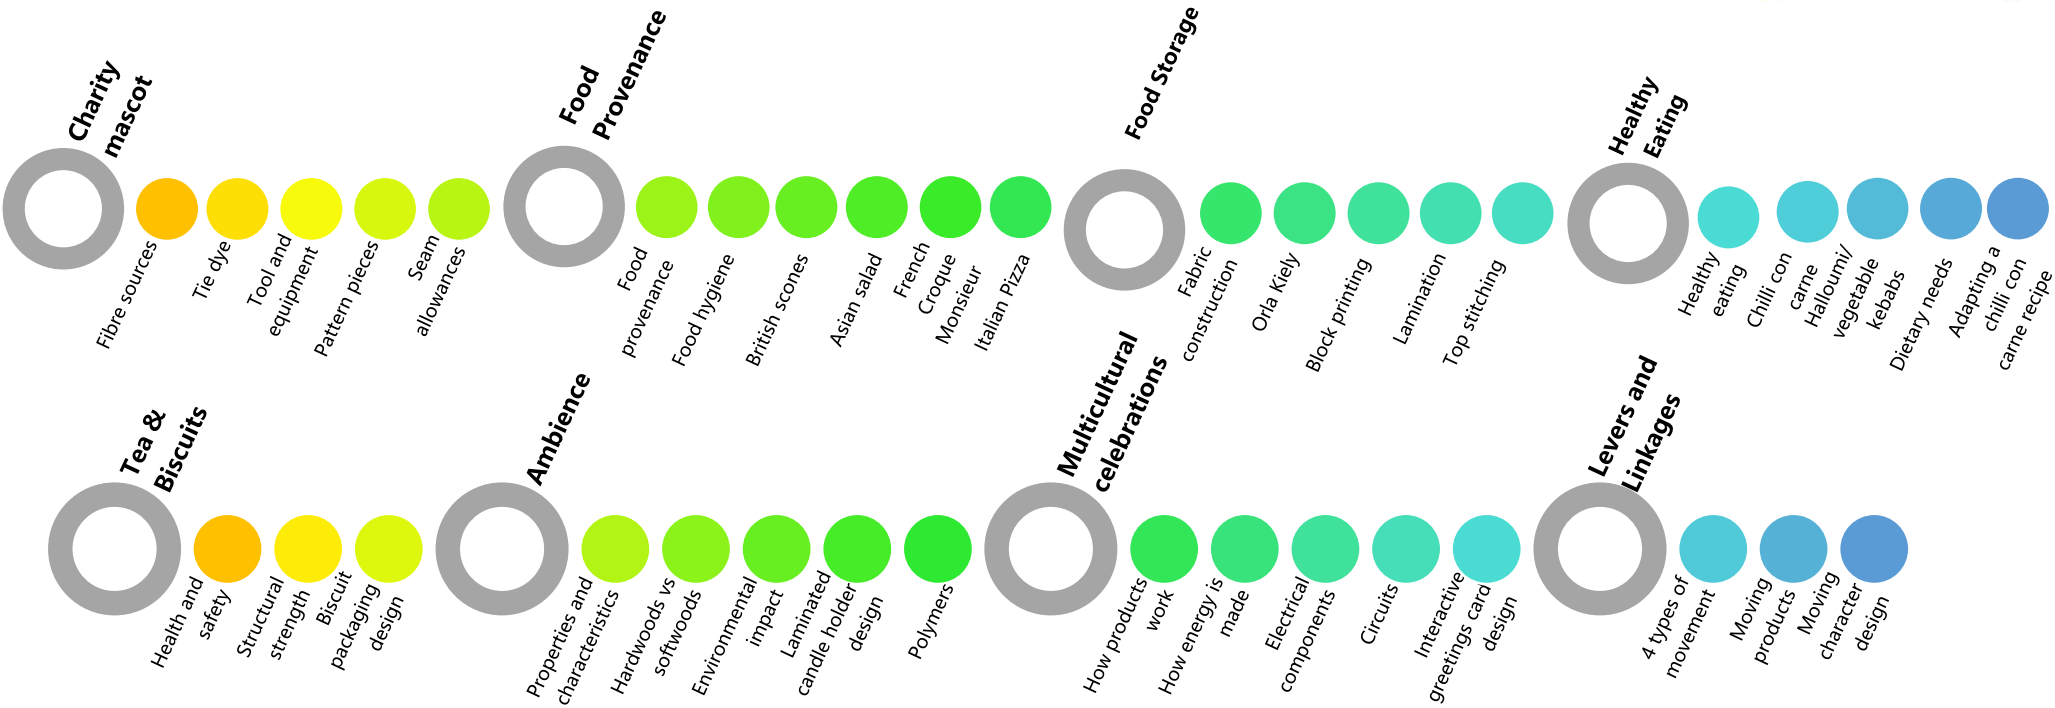 Charity
mascot
Fibre sources
Tie dye
Tool and
equipment
Pattern pieces
Seam
allowances
Food
Provenance
Food
provenance
Food hygiene
British scones
Asian salad
French
Croque
Monsieur
Italian Pizza
Food Storage
Fabric
construction
Orla Kiely
Block printing
Lamination
Top stitching
Healthy
Eating
Healthy
eating
Chilli con
carne
Halloumi/
vegetable
kebabs
Dietary needs
Adapting a
chilli con
carne recipe
Tea &
Biscuits
Health and
safety
Structural
strength
Biscuit
packaging
design
Ambience
Properties and
characteristics
Hardwoods vs
softwoods
Environmental
impact
Laminated
candle holder
design
Polymers
Multicultural
celebrations
How products
work
How energy is
made
Electrical
components
Circuits
Interactive
greetings card
design
Levers and
Linkages
4 types of
movement
Moving
products
Moving
character
design